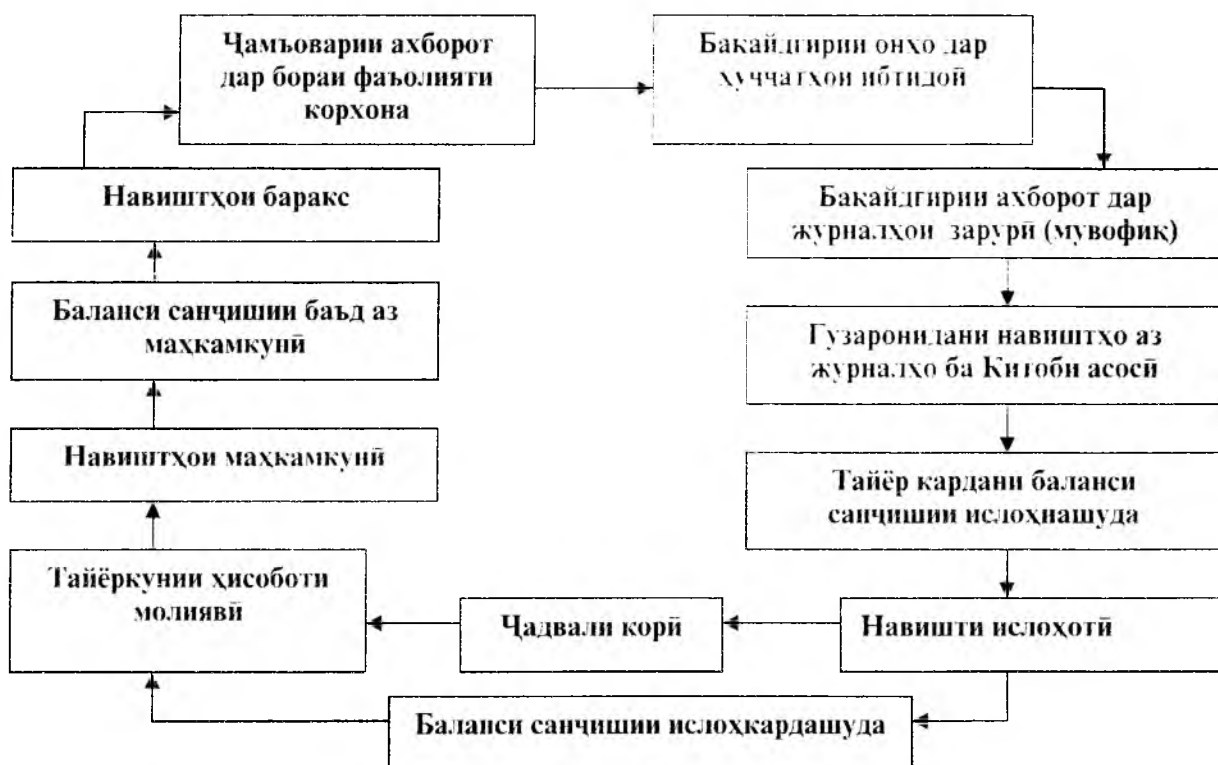 Ҷамъоварии ахборот
дар бораи фаъолияти
корхона
Бақайдгирии онҳо дар
ҳуҷҷатҳои ибтидоӣ
Бақайдгирии ахборот дар
журналҳои зарурӣ (мувофиқ)
Гузаронидани навиштҳо аз
журналҳо ба Китоби асосӣ
Тайёр кардани баланси
санҷишии ислоҳнашуда
Навишти ислоҳотӣ
Ҷадвали корӣ
Баланси санҷишии ислоҳкардашуда
Тайёркунии ҳисоботи
молиявӣ
Навиштҳои маҳкамкунӣ
Баланси санҷишии баъд аз
маҳкамкунӣ
Навиштҳои баракс